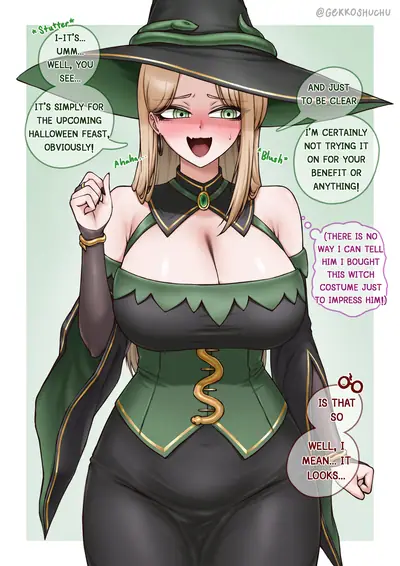 @GEKKOSHUCHU
*Stutter*
I-IT'S...
UMM...
WELL, YOU
SEE...
IT'S SIMPLY FOR
THE UPCOMING
HALLOWEEN FEAST,
OBVIOUSLY!
AND JUST
TO BE CLEAR
I'M CERTAINLY
NOT TRYING IT
ON FOR YOUR
BENEFIT OR
ANYTHING!
Ahaha..
*Blush*
(THERE IS NO
WAY I CAN TELL
HIM I BOUGHT
THIS WITCH
COSTUME JUST
TO IMPRESS HIM!)
IS THAT
SO
WELL, I
MEAN... IT
LOOKS...